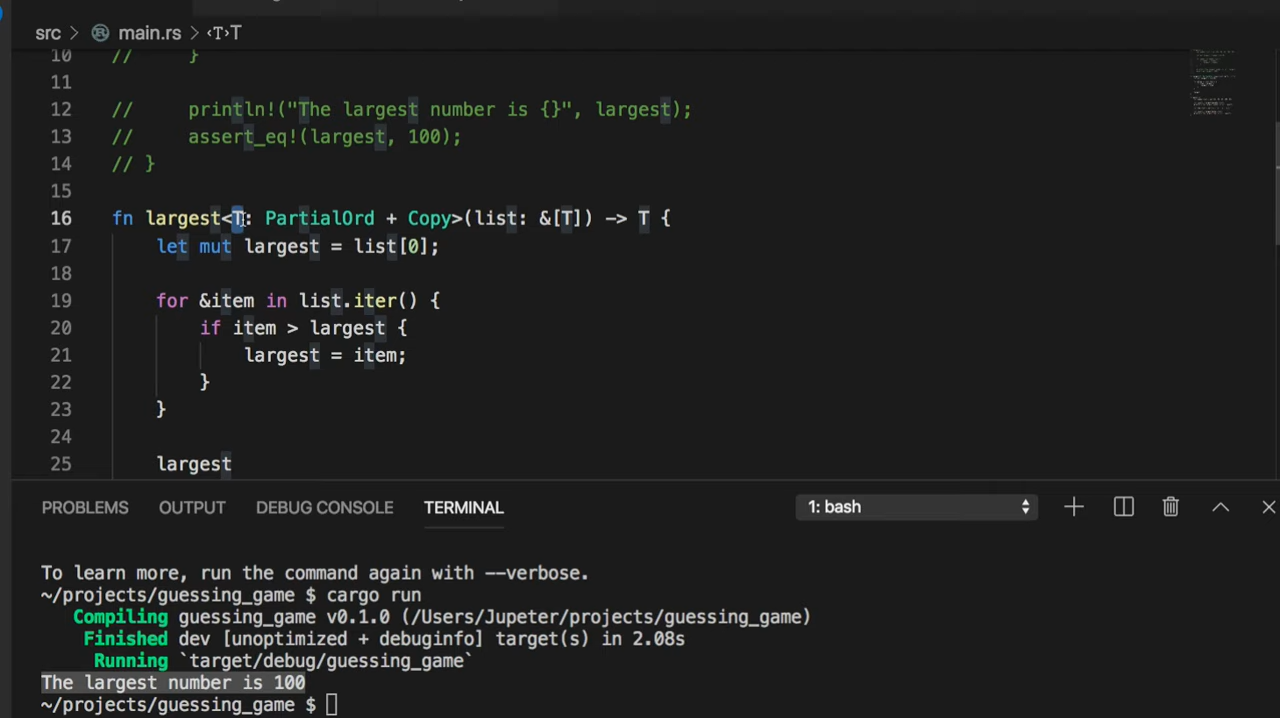 src > main.rs > <T>T
10 // }
11
12 // println!("The largest number is {}", largest);
13 // assert_eq!(largest, 100);
14 // }
15
16 fn largest<T: PartialOrd + Copy>(list: &[T]) -> T {
17 let mut largest = list[0];
18
19 for &item in list.iter() {
20 if item > largest {
21 largest = item;
22 }
23 }
24
25 largest
PROBLEMS OUTPUT DEBUG CONSOLE TERMINAL 1: bash
To learn more, run the command again with --verbose.
~/projects/guessing_game $ cargo run
Compiling guessing_game v0.1.0 (/Users/Jupeter/projects/guessing_game)
Finished dev [unoptimized + debuginfo] target(s) in 2.08s
Running `target/debug/guessing_game`
The largest number is 100
~/projects/guessing_game $